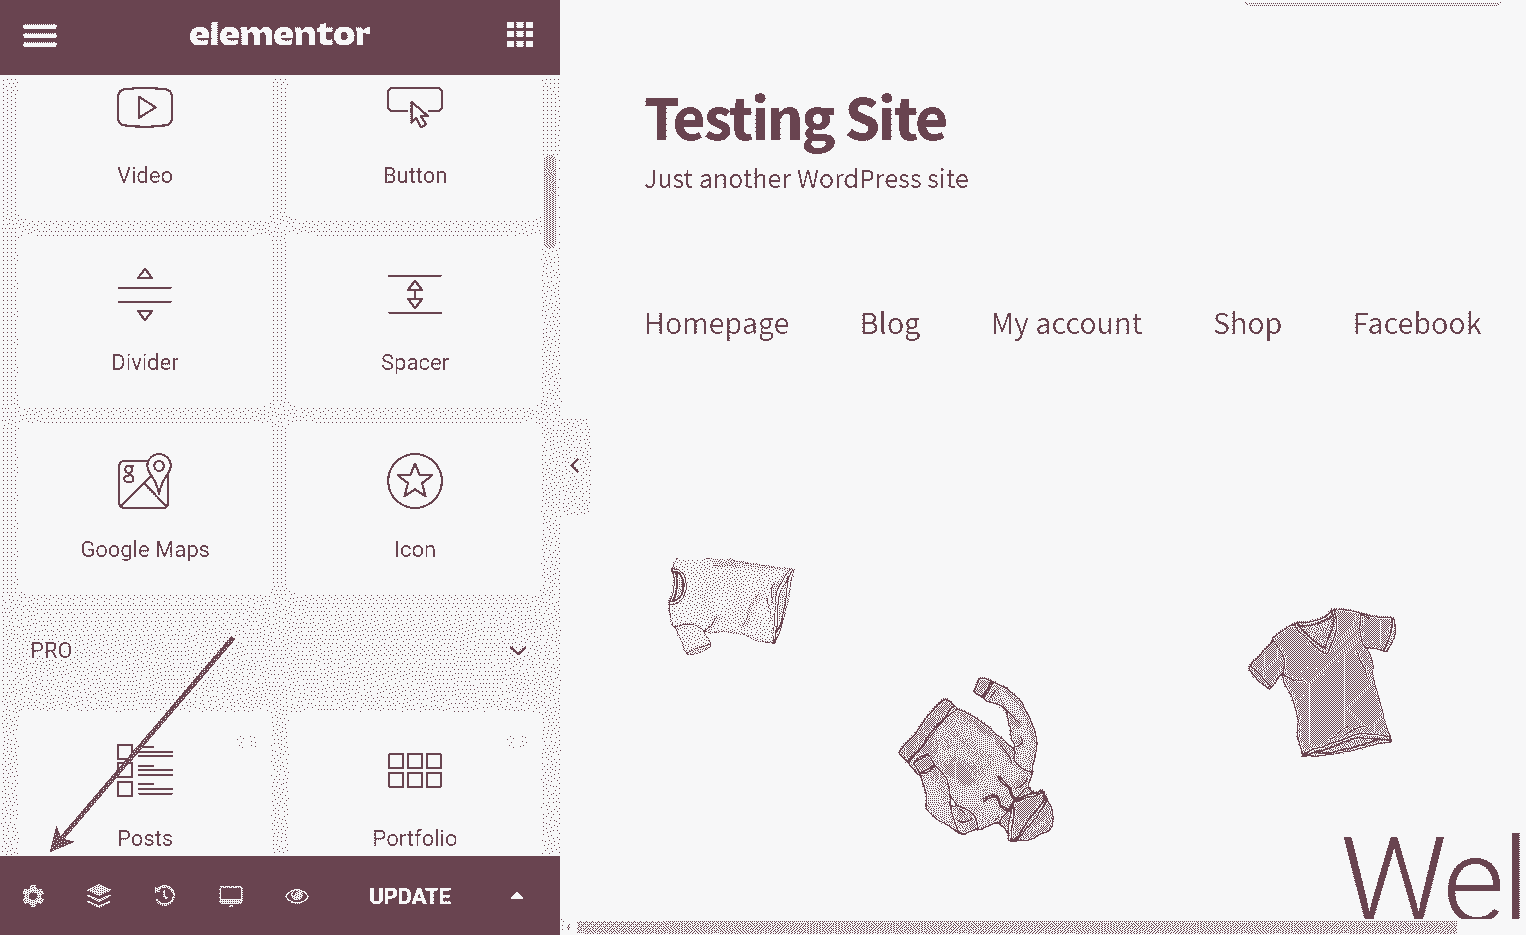 elementor
Video
Button
Divider
Spacer
Google Maps
Icon
PRO
Posts
Portfolio
UPDATE
Testing Site
Just another WordPress site
Homepage
Blog
My account
Shop
Facebook
Wel